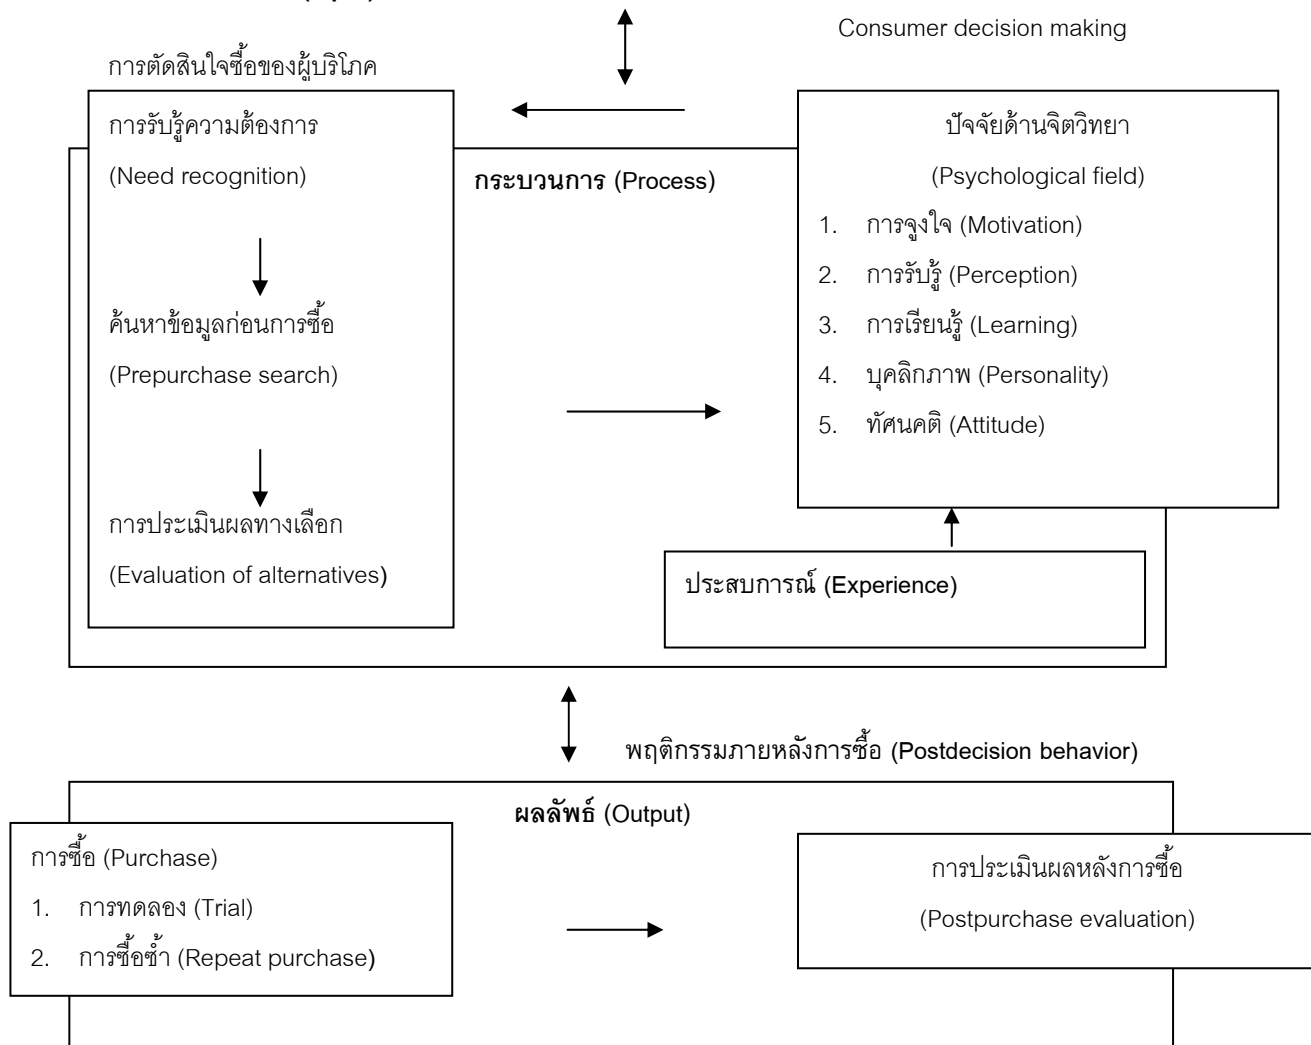 Consumer decision making
การตัดสินใจซื้อของผู้บริโภค
การรับรู้ความต้องการ
(Need recognition)
ค้นหาข้อมูลก่อนการซื้อ
(Prepurchase search)
การประเมินผลทางเลือก
(Evaluation of alternatives)
กระบวนการ (Process)
ปัจจัยด้านจิตวิทยา
(Psychological field)
1. การจูงใจ (Motivation)
2. การรับรู้ (Perception)
3. การเรียนรู้ (Learning)
4. บุคลิกภาพ (Personality)
5. ทัศนคติ (Attitude)
ประสบการณ์ (Experience)
พฤติกรรมภายหลังการซื้อ (Postdecision behavior)
ผลลัพธ์ (Output)
การซื้อ (Purchase)
1. การทดลอง (Trial)
2. การซื้อซ้ำ (Repeat purchase)
การประเมินผลหลังการซื้อ
(Postpurchase evaluation)